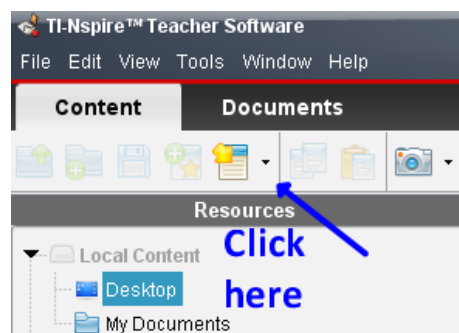 TI-Nspire™ Teacher Software
File Edit View Tools Window Help
Content Documents
Resources
Local Content
Click
Desktop
here
My Documents